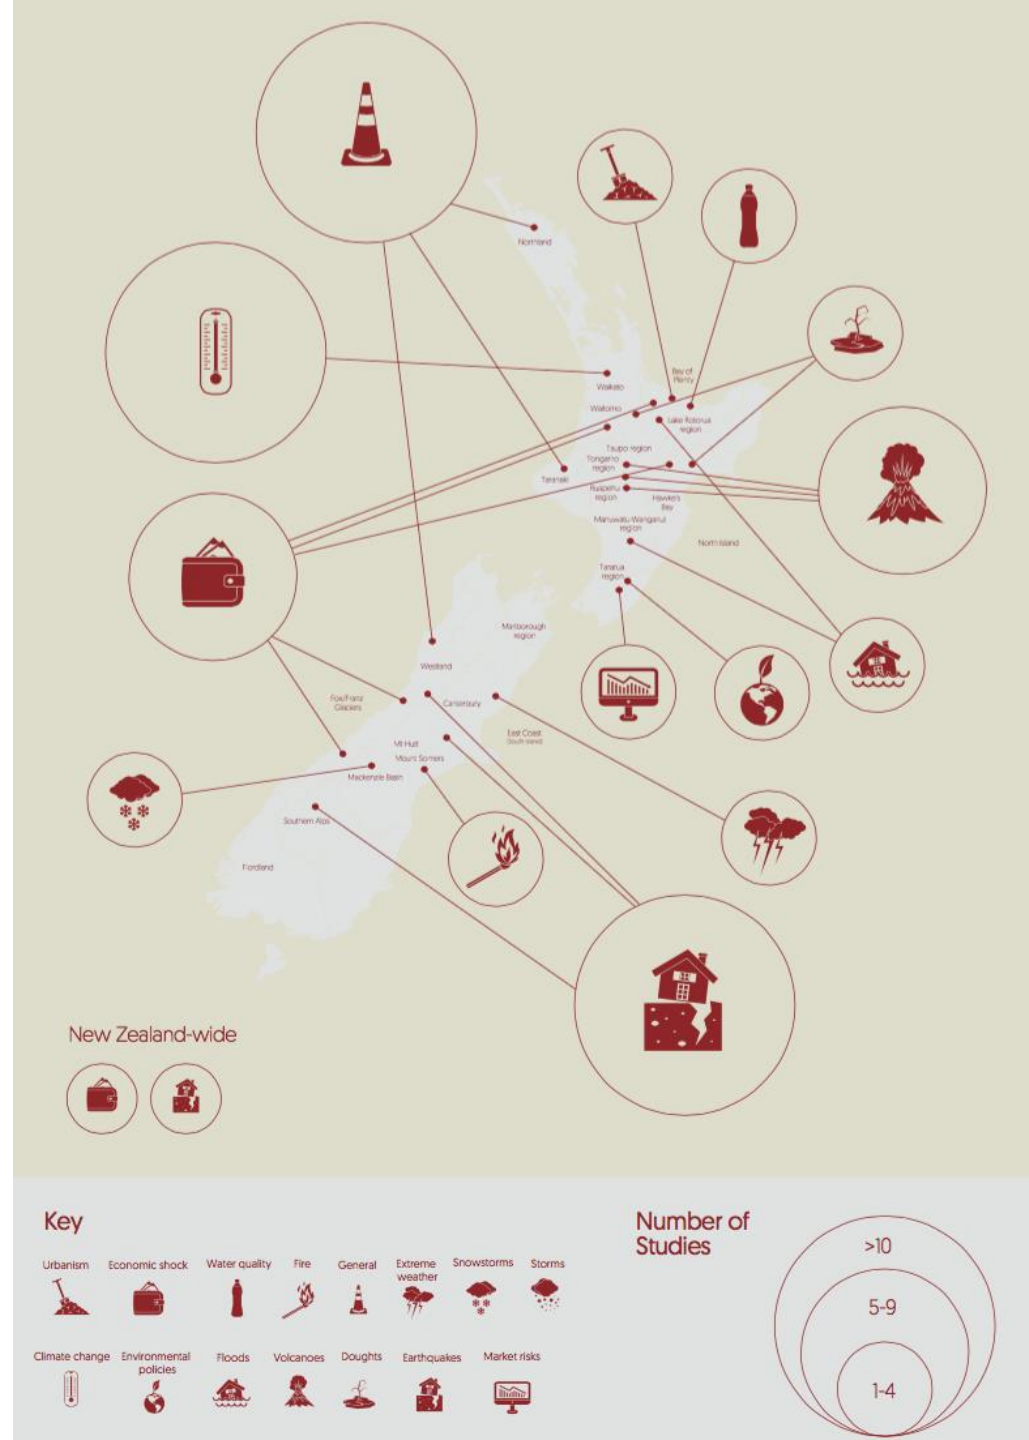 Northland
Bay of
Plenty
Waikato
Waitomo
Lake Rotorua
region
Taupo region
Tongariro
region
Taranaki
Ruapehu
region
Hawke's
Bay
Manuwatu-Wanganui
region
North Island
Tararua
region
Marlborough
region
Westland
Fox/Franz
Glaciers
Canterbury
East Coast
(South Island)
Mt Hutt
Mount Somers
Mackenzie Basin
Southern Alps
Fiordland
New Zealand-wide
Key
Number of
Studies
>10
5-9
1-4
Urbanism
Economic shock
Water quality
Fire
General
Extreme
weather
Snowstorms
Storms
Climate change
Environmental
policies
Floods
Volcanoes
Doughts
Earthquakes
Market risks